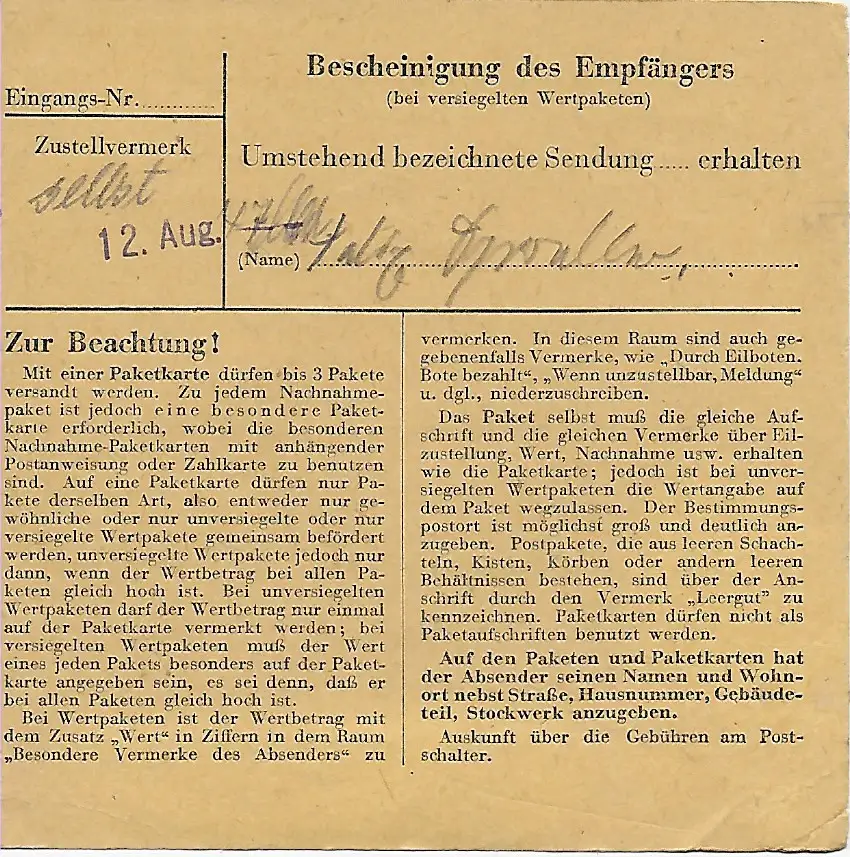 Eingangs-Nr.
Zustellvermerk
selbst
12. Aug. 47
Bescheinigung des Empfängers
(bei versiegelten Wertpaketen)
Umstehend bezeichnete Sendung ..... erhalten
(Name)
Zur Beachtung!
Mit einer Paketkarte dürfen bis 3 Pakete
versandt werden. Zu jedem Nachnahme-
paket ist jedoch eine besondere Paket-
karte erforderlich, wobei die besonderen
Nachnahme-Paketkarten mit anhängender
Postanweisung oder Zahlkarte zu benutzen
sind. Auf eine Paketkarte dürfen nur Pa-
kete derselben Art, also entweder nur ge-
wöhnliche oder nur unversiegelte oder nur
versiegelte Wertpakete gemeinsam befördert
werden, unversiegelte Wertpakete jedoch nur
dann, wenn der Wertbetrag bei allen Pa-
keten gleich hoch ist. Bei unversiegelten
Wertpaketen darf der Wertbetrag nur einmal
auf der Paketkarte vermerkt werden; bei
versiegelten Wertpaketen muß der Wert
eines jeden Pakets besonders auf der Paket-
karte angegeben sein, es sei denn, daß er
bei allen Paketen gleich hoch ist.
Bei Wertpaketen ist der Wertbetrag mit
dem Zusatz „Wert“ in Ziffern in dem Raum
„Besondere Vermerke des Absenders“ zu
vermerken. In diesem Raum sind auch ge-
gebenenfalls Vermerke, wie „Durch Eilboten.
Bote bezahlt“, „Wenn unzustellbar, Meldung“
u. dgl., niederzuschreiben.
Das Paket selbst muß die gleiche Auf-
schrift und die gleichen Vermerke über Eil-
zustellung, Wert, Nachnahme usw. erhalten
wie die Paketkarte; jedoch ist bei unver-
siegelten Wertpaketen die Wertangabe auf
dem Paket wegzulassen. Der Bestimmungs-
postort ist möglichst groß und deutlich an-
zugeben. Postpakete, die aus leeren Schach-
teln, Kisten, Körben oder andern leeren
Behältnissen bestehen, sind über der An-
schrift durch den Vermerk „Leergut“ zu
kennzeichnen. Paketkarten dürfen nicht als
Paketaufschriften benutzt werden.
Auf den Paketen und Paketkarten hat
der Absender seinen Namen und Wohn-
ort nebst Straße, Hausnummer, Gebäude-
teil, Stockwerk anzugeben.
Auskunft über die Gebühren am Post-
schalter.